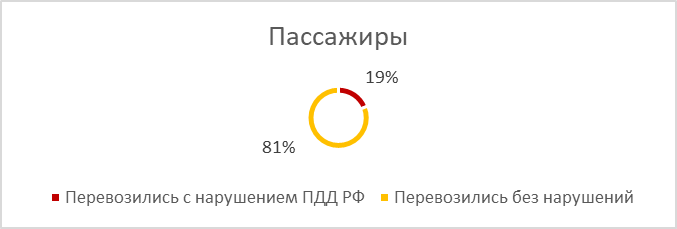 Пассажиры
19%
81%
Перевозились с нарушением ПДД РФ
Перевозились без нарушений